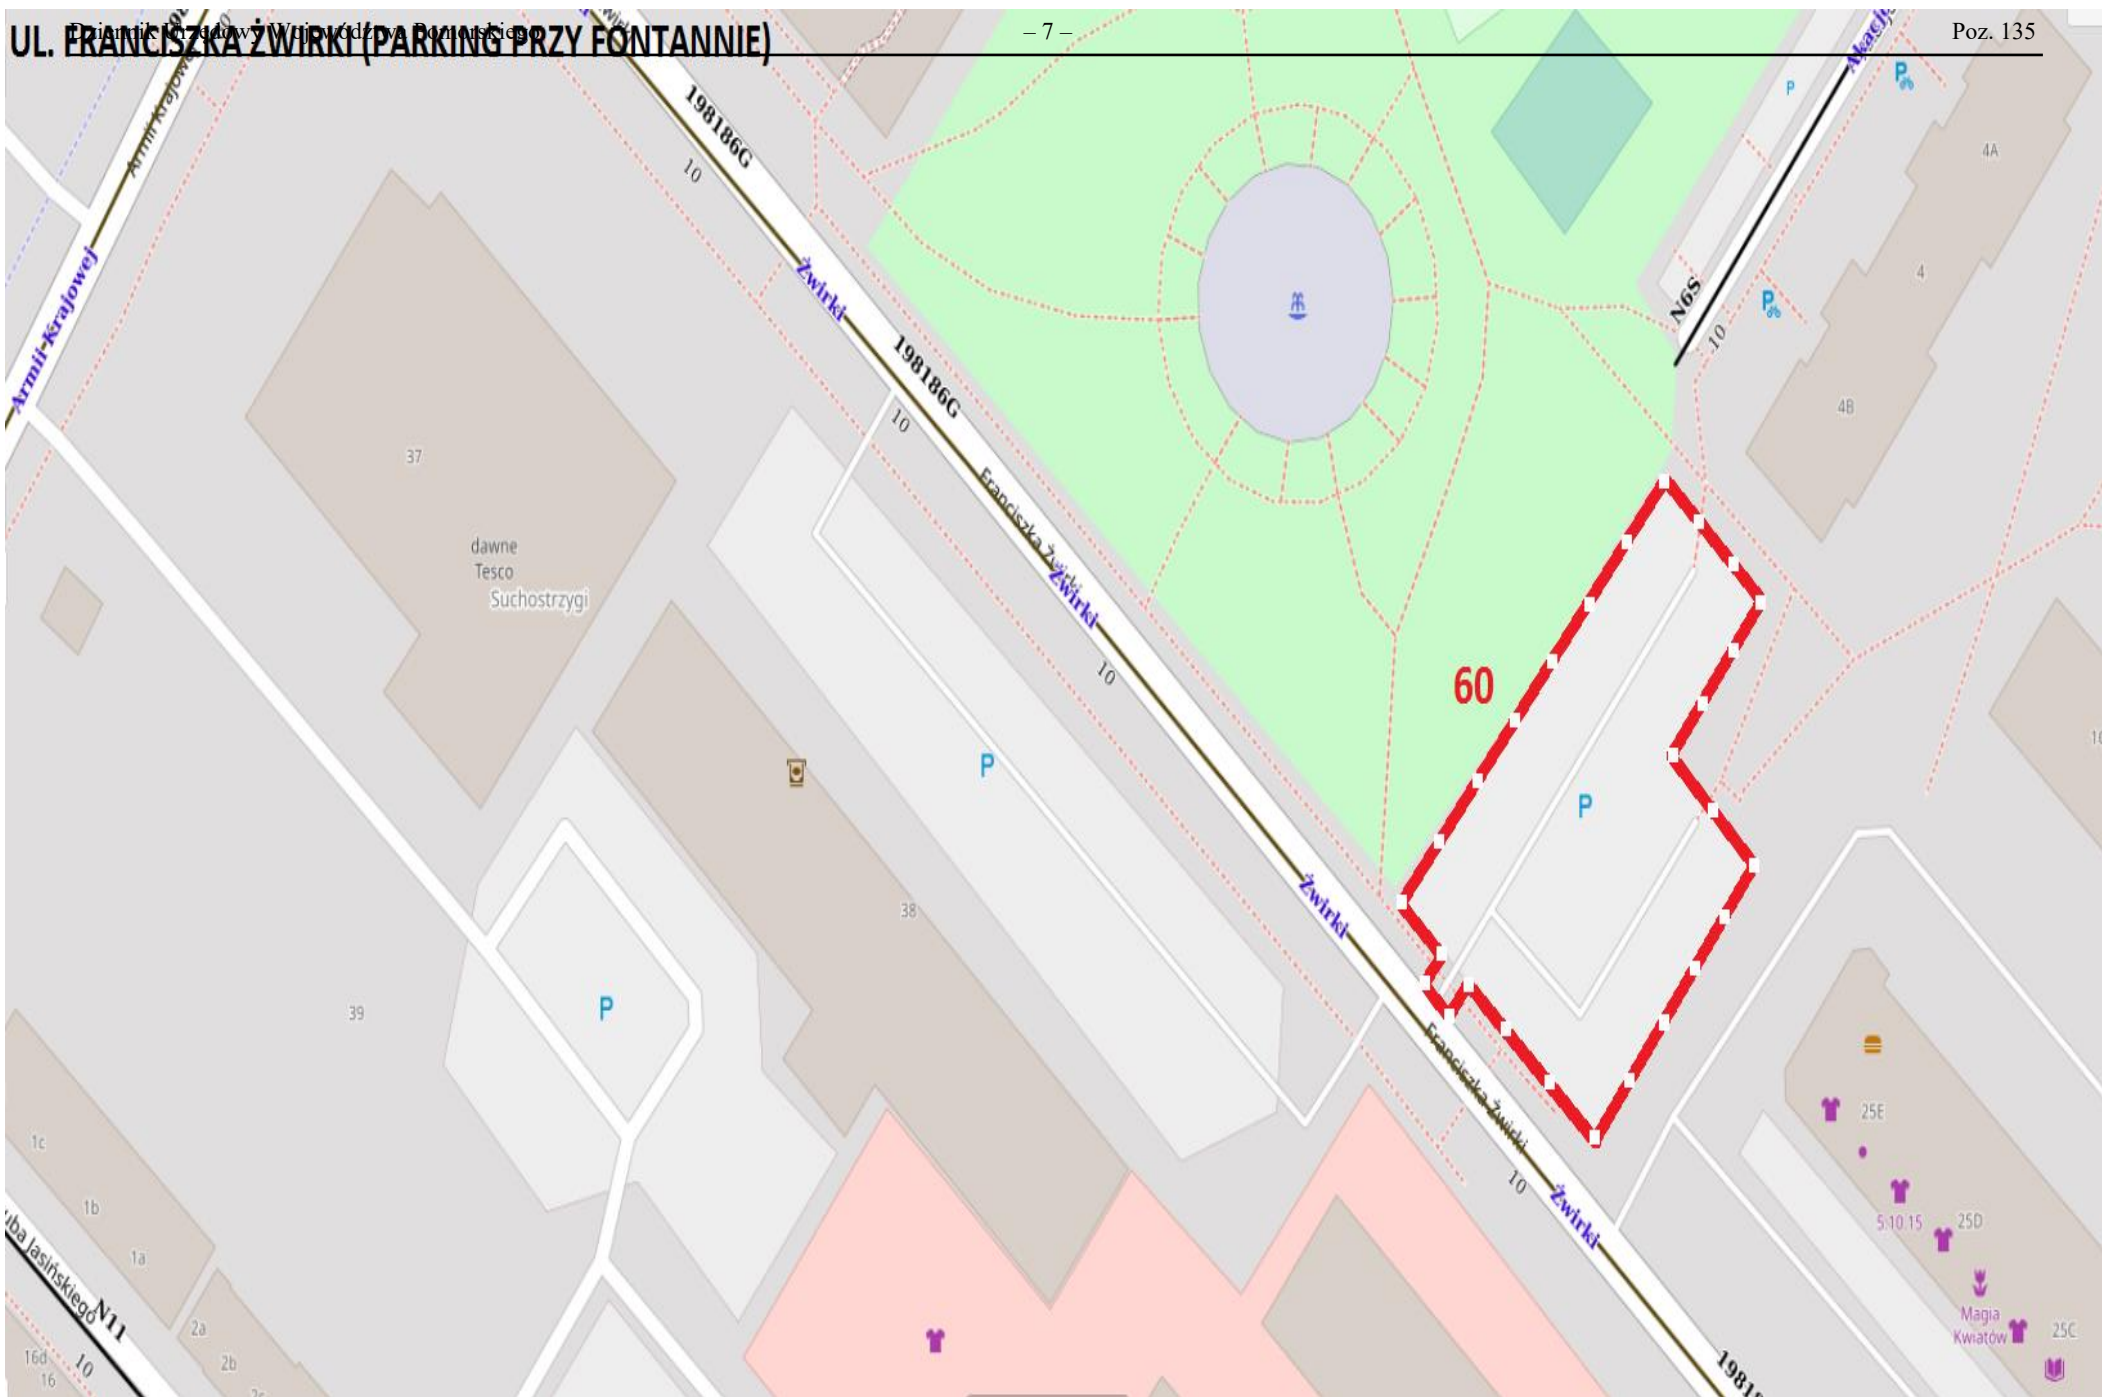 Dziennik Urzędowy Województwa Pomorskiego
– 7 –
Poz. 135
UL. FRANCISZKA ŻWIRKI (PARKING PRZY FONTANNIE)
Armii Krajowej
Armii-Krajowej
198186G
10
Żwirki
198186G
10
Franciszka Żwirki
Żwirki
10
Żwirki
Franciszka Żwirki
10
Żwirki
P
P
4A
4
P
4B
N6S
10
37
dawne
Tesco
Suchostrzygi
60
P
P
38
39
P
25E
5.10.15
25D
Magia
Kwiatów
25C
1c
1b
1a
2a
2b
N11
10
16d
16